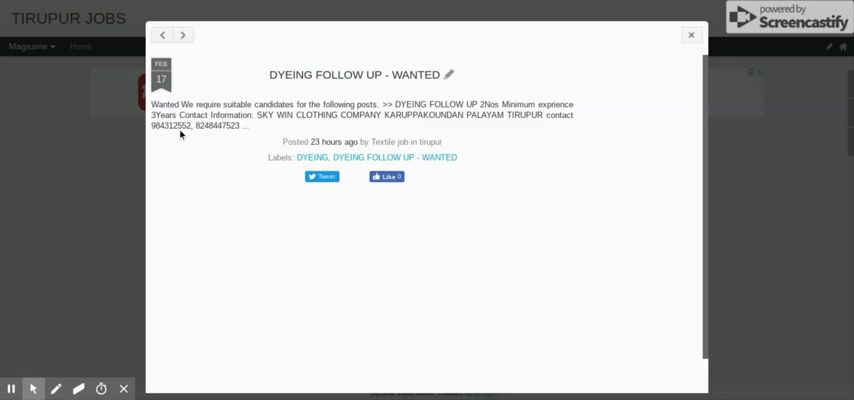 TIRUPUR JOBS
powered by
Screencastify
Magazine
Home
FEB
17
DYEING FOLLOW UP - WANTED
Wanted We require suitable candidates for the following posts. >> DYEING FOLLOW UP 2Nos Minimum exprience
3Years Contact Information: SKY WIN CLOTHING COMPANY KARUPPAKOUNDAN PALAYAM TIRUPUR contact
984312552, 8248447523 ...
Posted 23 hours ago by Textile job in tirupur
Labels: DYEING, DYEING FOLLOW UP - WANTED
Tweet
Like 0